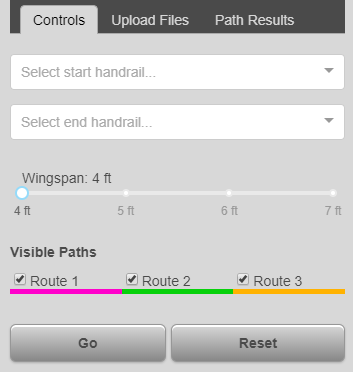 Controls Upload Files Path Results
Select start handrail...
Select end handrail...
Wingspan: 4 ft
4 ft 5 ft 6 ft 7 ft
Visible Paths
Route 1 Route 2 Route 3
Go Reset